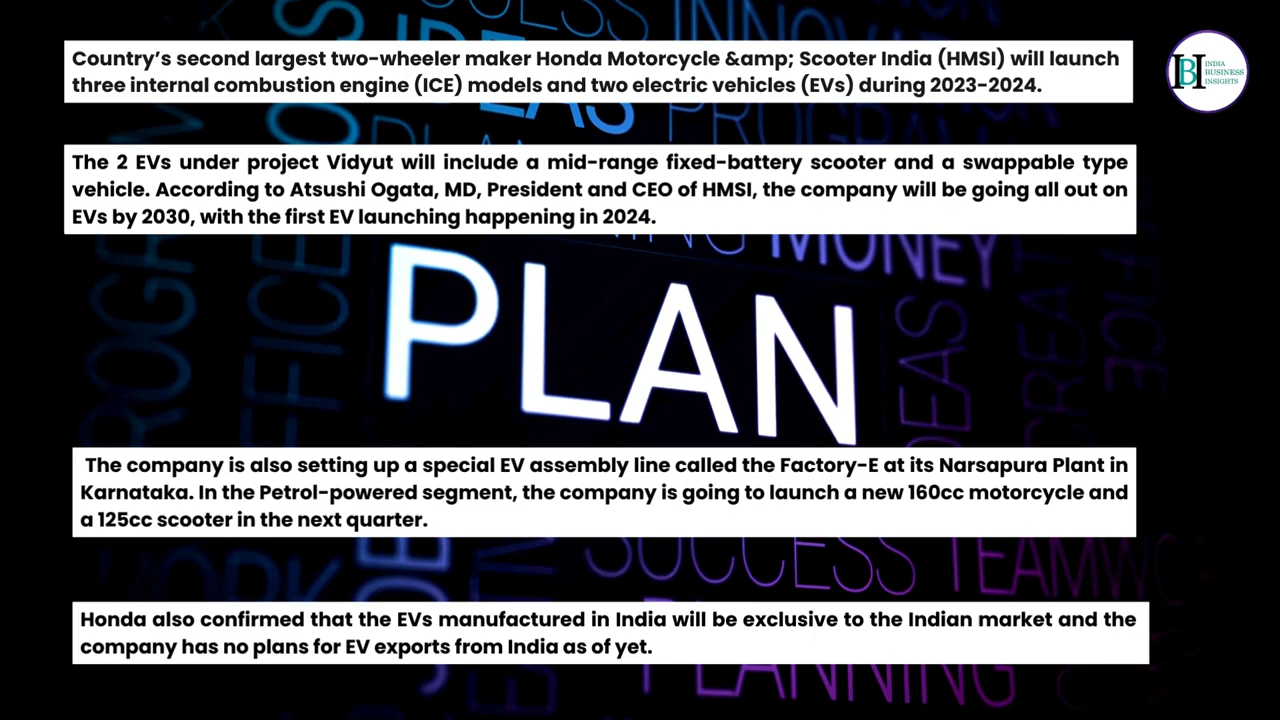 Country's second largest two-wheeler maker Honda Motorcycle &amp; Scooter India (HMSI) will launch
three internal combustion engine (ICE) models and two electric vehicles (EVs) during 2023-2024.
IBI INDIA
BUSINESS
INSIGHTS
The 2 EVs under project Vidyut will include a mid-range fixed-battery scooter and a swappable type
vehicle. According to Atsushi Ogata, MD, President and CEO of HMSI, the company will be going all out on
EVs by 2030, with the first EV launching happening in 2024.
MONEY
PLAN
The company is also setting up a special EV assembly line called the Factory-E at its Narsapura Plant in
Karnataka. In the Petrol-powered segment, the company is going to launch a new 160cc motorcycle and
a 125cc scooter in the next quarter.
SUCCESS
Honda also confirmed that the EVs manufactured in India will be exclusive to the Indian market and the
company has no plans for EV exports from India as of yet.
PLANNING